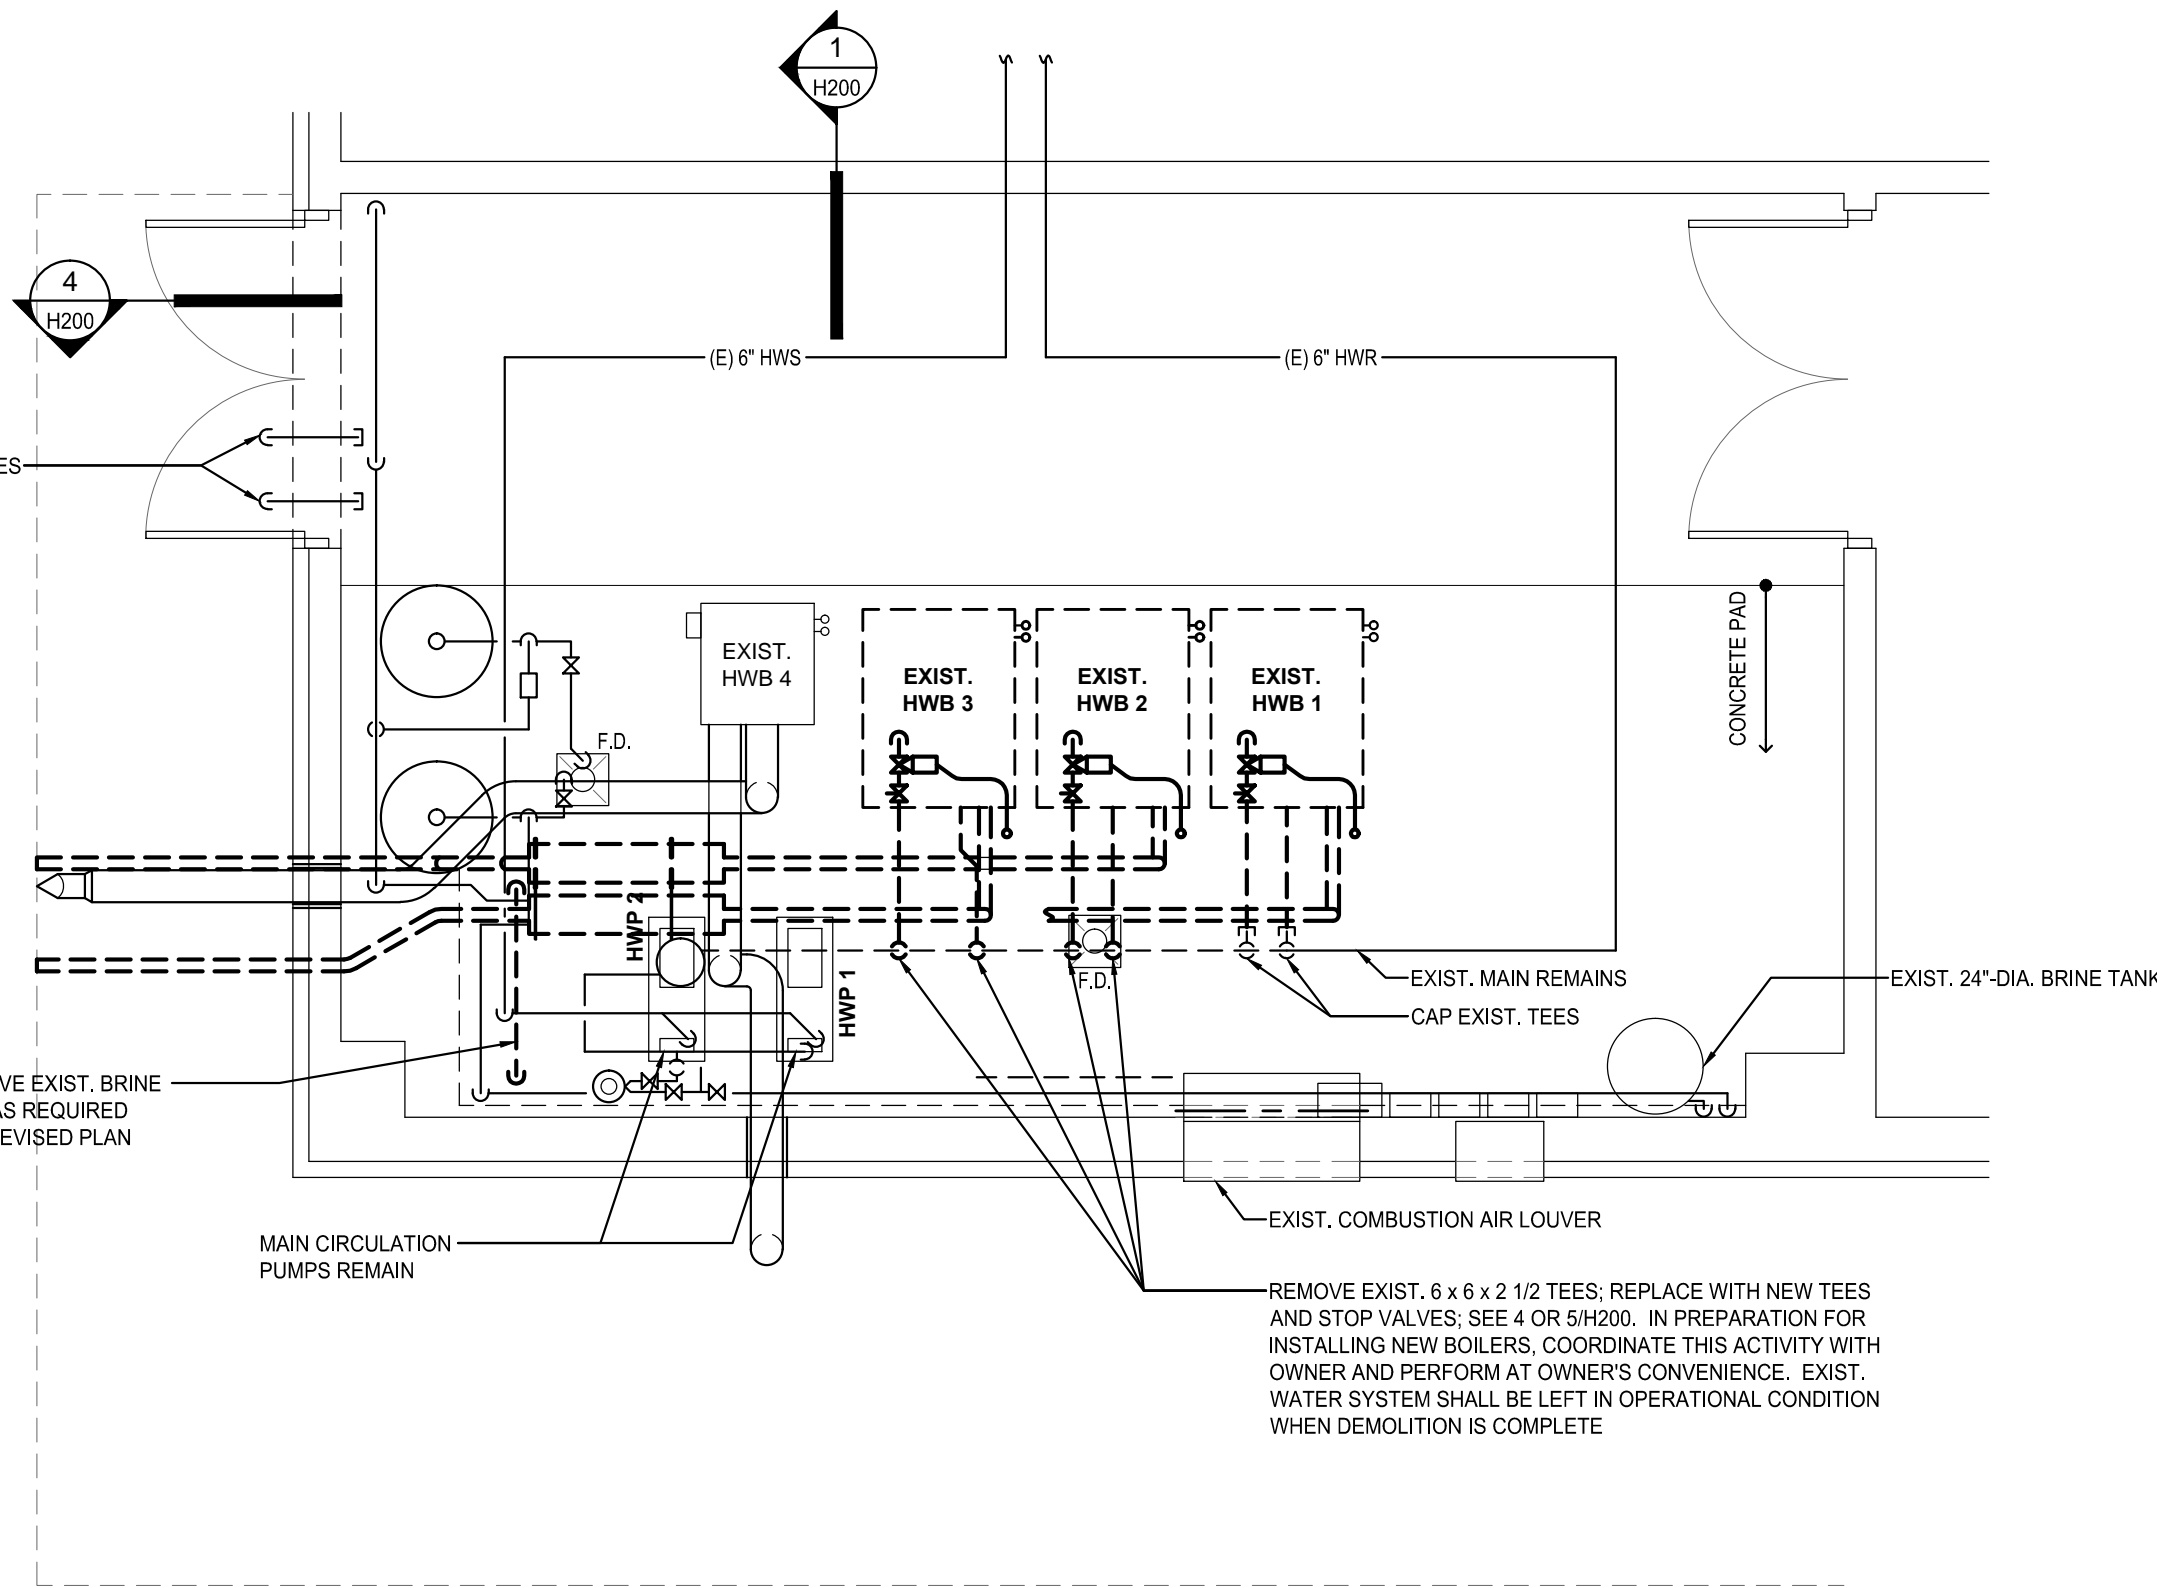 1
H200
4
H200
(E) 6" HWS
(E) 6" HWR
EXIST.
HWB 4
EXIST.
HWB 3
EXIST.
HWB 2
EXIST.
HWB 1
CONCRETE PAD
F.D.
HWP 2
HWP 1
F.D.
EXIST. MAIN REMAINS
CAP EXIST. TEES
EXIST. 24"-DIA. BRINE TANK
EXIST. BRINE
AS REQUIRED
PLAN
MAIN CIRCULATION
PUMPS REMAIN
EXIST. COMBUSTION AIR LOUVER
REMOVE EXIST. 6 x 6 x 2 1/2 TEES; REPLACE WITH NEW TEES
AND STOP VALVES; SEE 4 OR 5/H200. IN PREPARATION FOR
INSTALLING NEW BOILERS, COORDINATE THIS ACTIVITY WITH
OWNER AND PERFORM AT OWNER'S CONVENIENCE. EXIST.
WATER SYSTEM SHALL BE LEFT IN OPERATIONAL CONDITION
WHEN DEMOLITION IS COMPLETE